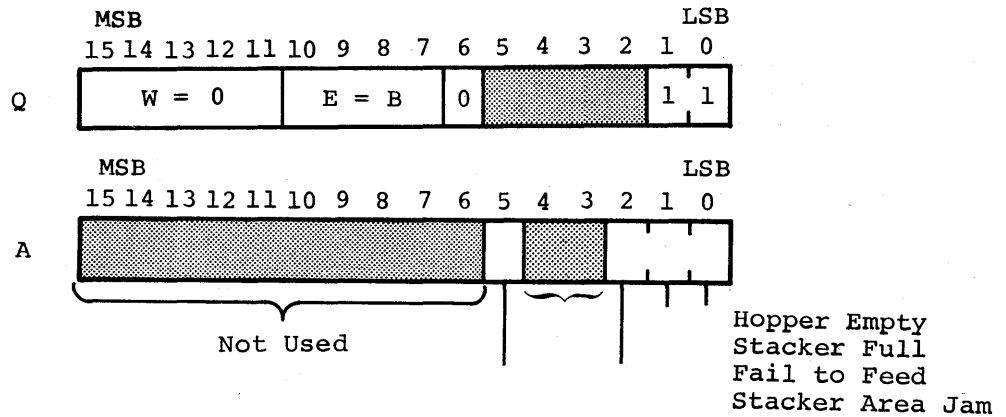 MSB LSB
15 14 13 12 11 10 9 8 7 6 5 4 3 2 1 0
Q W = 0 E = B 0 1 1
MSB LSB
15 14 13 12 11 10 9 8 7 6 5 4 3 2 1 0
A
Not Used
Hopper Empty
Stacker Full
Fail to Feed
Stacker Area Jam